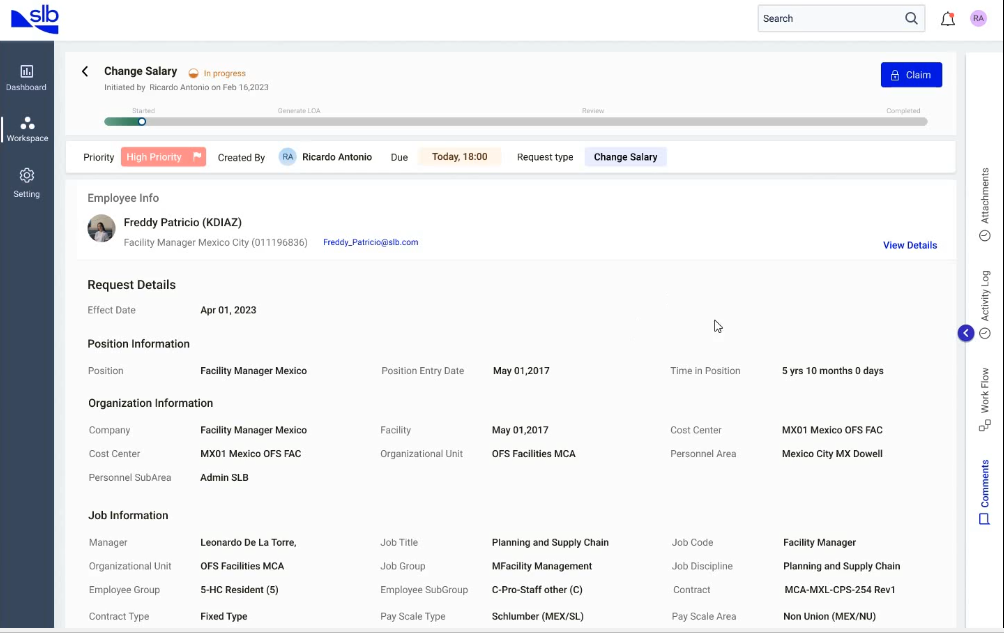 slb
Search
RA
Dashboard
Workspace
Setting
Change Salary In progress
Initiated by Ricardo Antonio on Feb 16,2023
Claim
Started Generate LOA Review Completed
Priority High Priority Created By RA Ricardo Antonio Due Today, 18:00 Request type Change Salary
Employee Info
Freddy Patricio (KDIAZ)
Facility Manager Mexico City (011196836) Freddy_Patricio@slb.com
View Details
Request Details
Effect Date Apr 01, 2023
Position Information
Position Facility Manager Mexico Position Entry Date May 01,2017 Time in Position 5 yrs 10 months 0 days
Organization Information
Company Facility Manager Mexico Facility May 01,2017 Cost Center MX01 Mexico OFS FAC
Cost Center MX01 Mexico OFS FAC Organizational Unit OFS Facilities MCA Personnel Area Mexico City MX Dowell
Personnel SubArea Admin SLB
Job Information
Manager Leonardo De La Torre, Job Title Planning and Supply Chain Job Code Facility Manager
Organizational Unit OFS Facilities MCA Job Group MFacility Management Job Discipline Planning and Supply Chain
Employee Group 5-HC Resident (5) Employee SubGroup C-Pro-Staff other (C) Contract MCA-MXL-CPS-254 Rev1
Contract Type Fixed Type Pay Scale Type Schlumber (MEX/SL) Pay Scale Area Non Union (MEX/NU)
Attachments
Activity Log
Work Flow
Comments